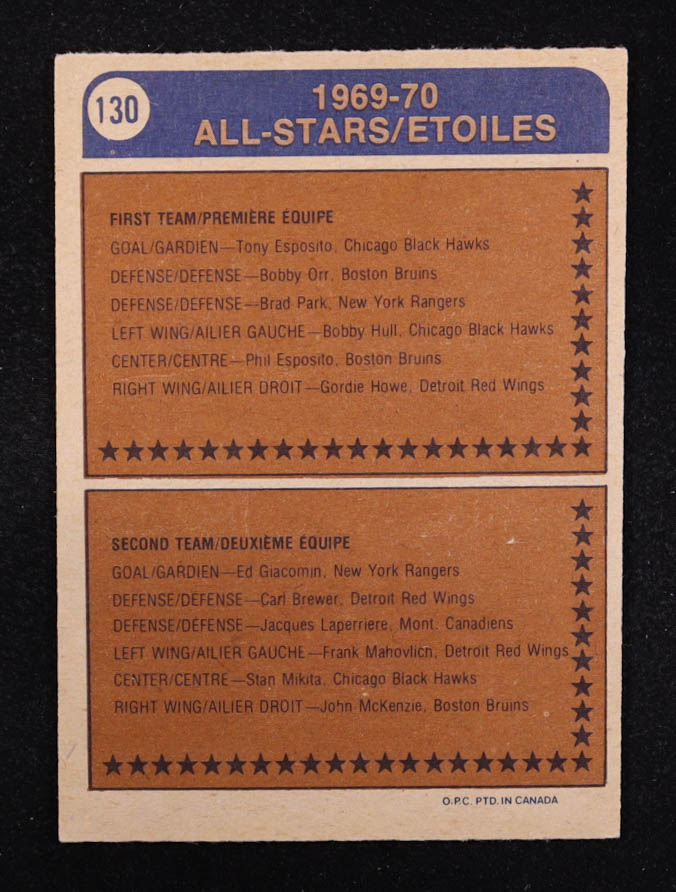 130
1969-70
ALL-STARS/ETOILES
FIRST TEAM/PREMIÈRE ÉQUIPE
GOAL/GARDIEN—Tony Esposito, Chicago Black Hawks
DEFENSE/DEFENSE—Bobby Orr, Boston Bruins
DEFENSE/DEFENSE—Brad Park, New York Rangers
LEFT WING/AILIER GAUCHE—Bobby Hull, Chicago Black Hawks
CENTER/CENTRE—Phil Esposito, Boston Bruins
RIGHT WING/AILIER DROIT—Gordie Howe, Detroit Red Wings
SECOND TEAM/DEUXIÈME ÉQUIPE
GOAL/GARDIEN—Ed Giacomin, New York Rangers
DEFENSE/DEFENSE—Carl Brewer, Detroit Red Wings
DEFENSE/DEFENSE—Jacques Laperriere, Mont. Canadiens
LEFT WING/AILIER GAUCHE—Frank Mahovlich, Detroit Red Wings
CENTER/CENTRE—Stan Mikita, Chicago Black Hawks
RIGHT WING/AILIER DROIT—John McKenzie, Boston Bruins
O.P.C. PTD. IN CANADA